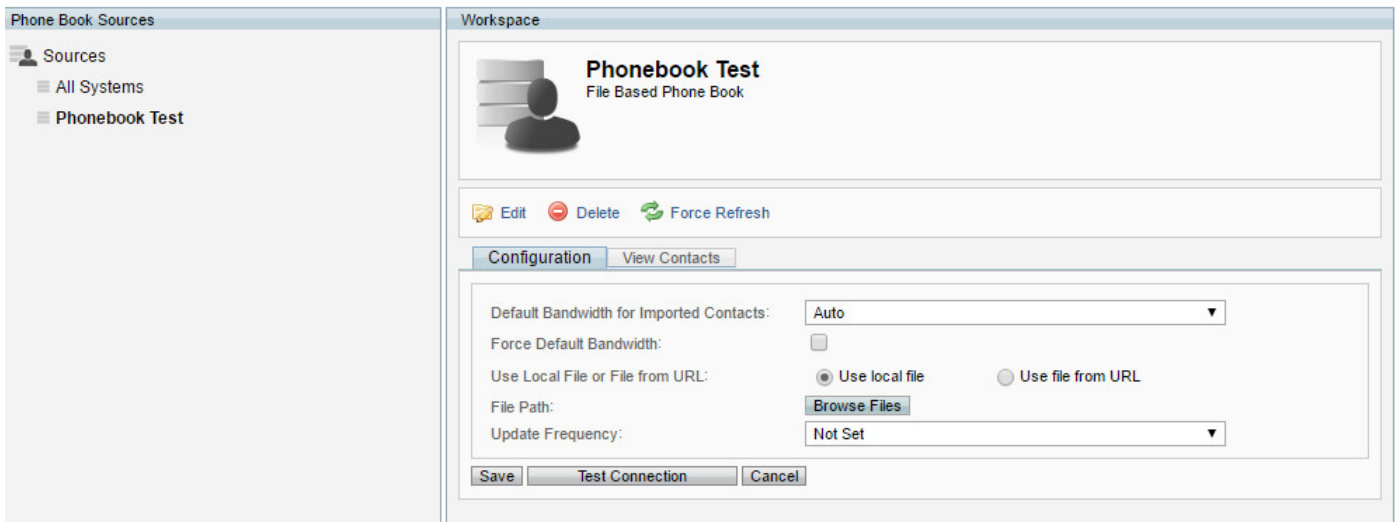 Phone Book Sources
Sources
All Systems
Phonebook Test
Workspace
Phonebook Test
File Based Phone Book
Edit Delete Force Refresh
Configuration View Contacts
Default Bandwidth for Imported Contacts: Auto
Force Default Bandwidth:
Use Local File or File from URL: Use local file Use file from URL
File Path: Browse Files
Update Frequency: Not Set
Save Test Connection Cancel